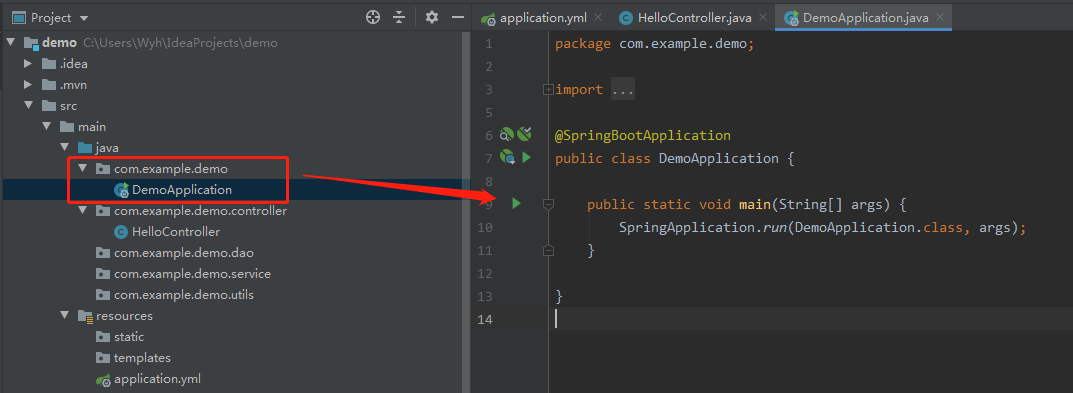 Project
demo C:\Users\Wyh\IdeaProjects\demo
.idea
.mvn
src
main
java
com.example.demo
DemoApplication
com.example.demo.controller
HelloController
com.example.demo.dao
com.example.demo.service
com.example.demo.utils
resources
static
templates
application.yml
application.yml HelloController.java DemoApplication.java
1 package com.example.demo;
2
3 import ...
5
6 @SpringBootApplication
7 public class DemoApplication {
8
9 public static void main(String[] args) {
10 SpringApplication.run(DemoApplication.class, args);
11 }
12
13 }
14